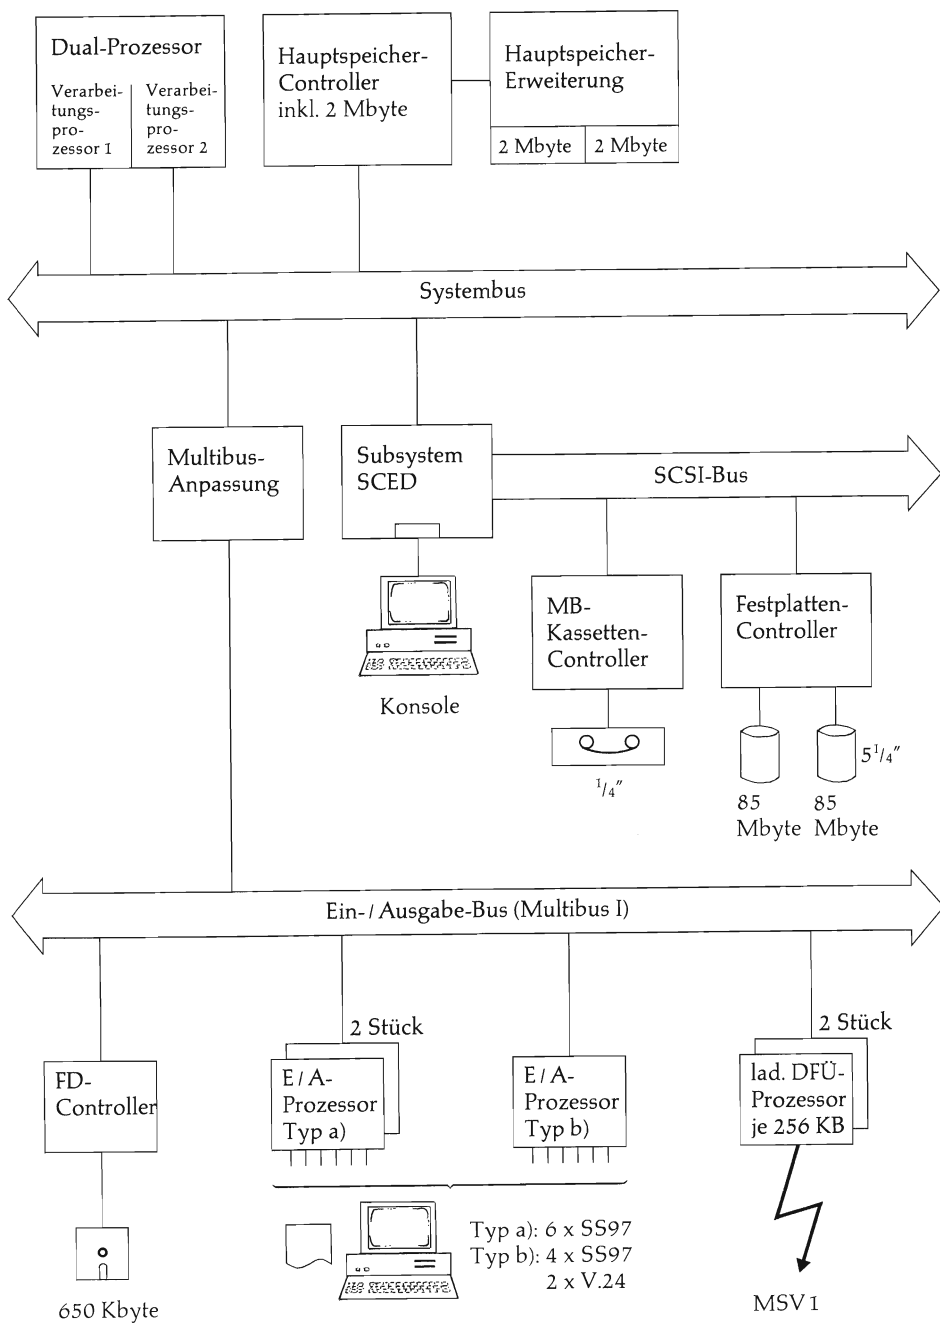 Dual-Prozessor
Verarbei-
tungs-
pro-
zessor 1
Verarbei-
tungs-
pro-
zessor 2
Hauptspeicher-
Controller
inkl. 2 Mbyte
Hauptspeicher-
Erweiterung
2 Mbyte
2 Mbyte
Systembus
Multibus-
Anpassung
Subsystem
SCED
SCSI-Bus
Konsole
MB-
Kassetten-
Controller
1/4"
Festplatten-
Controller
5 1/4"
85
Mbyte
85
Mbyte
Ein- / Ausgabe-Bus (Multibus I)
FD-
Controller
650 Kbyte
2 Stück
E / A-
Prozessor
Typ a)
E / A-
Prozessor
Typ b)
Typ a): 6 x SS97
Typ b): 4 x SS97
2 x V.24
2 Stück
lad. DFÜ-
Prozessor
je 256 KB
MSV 1